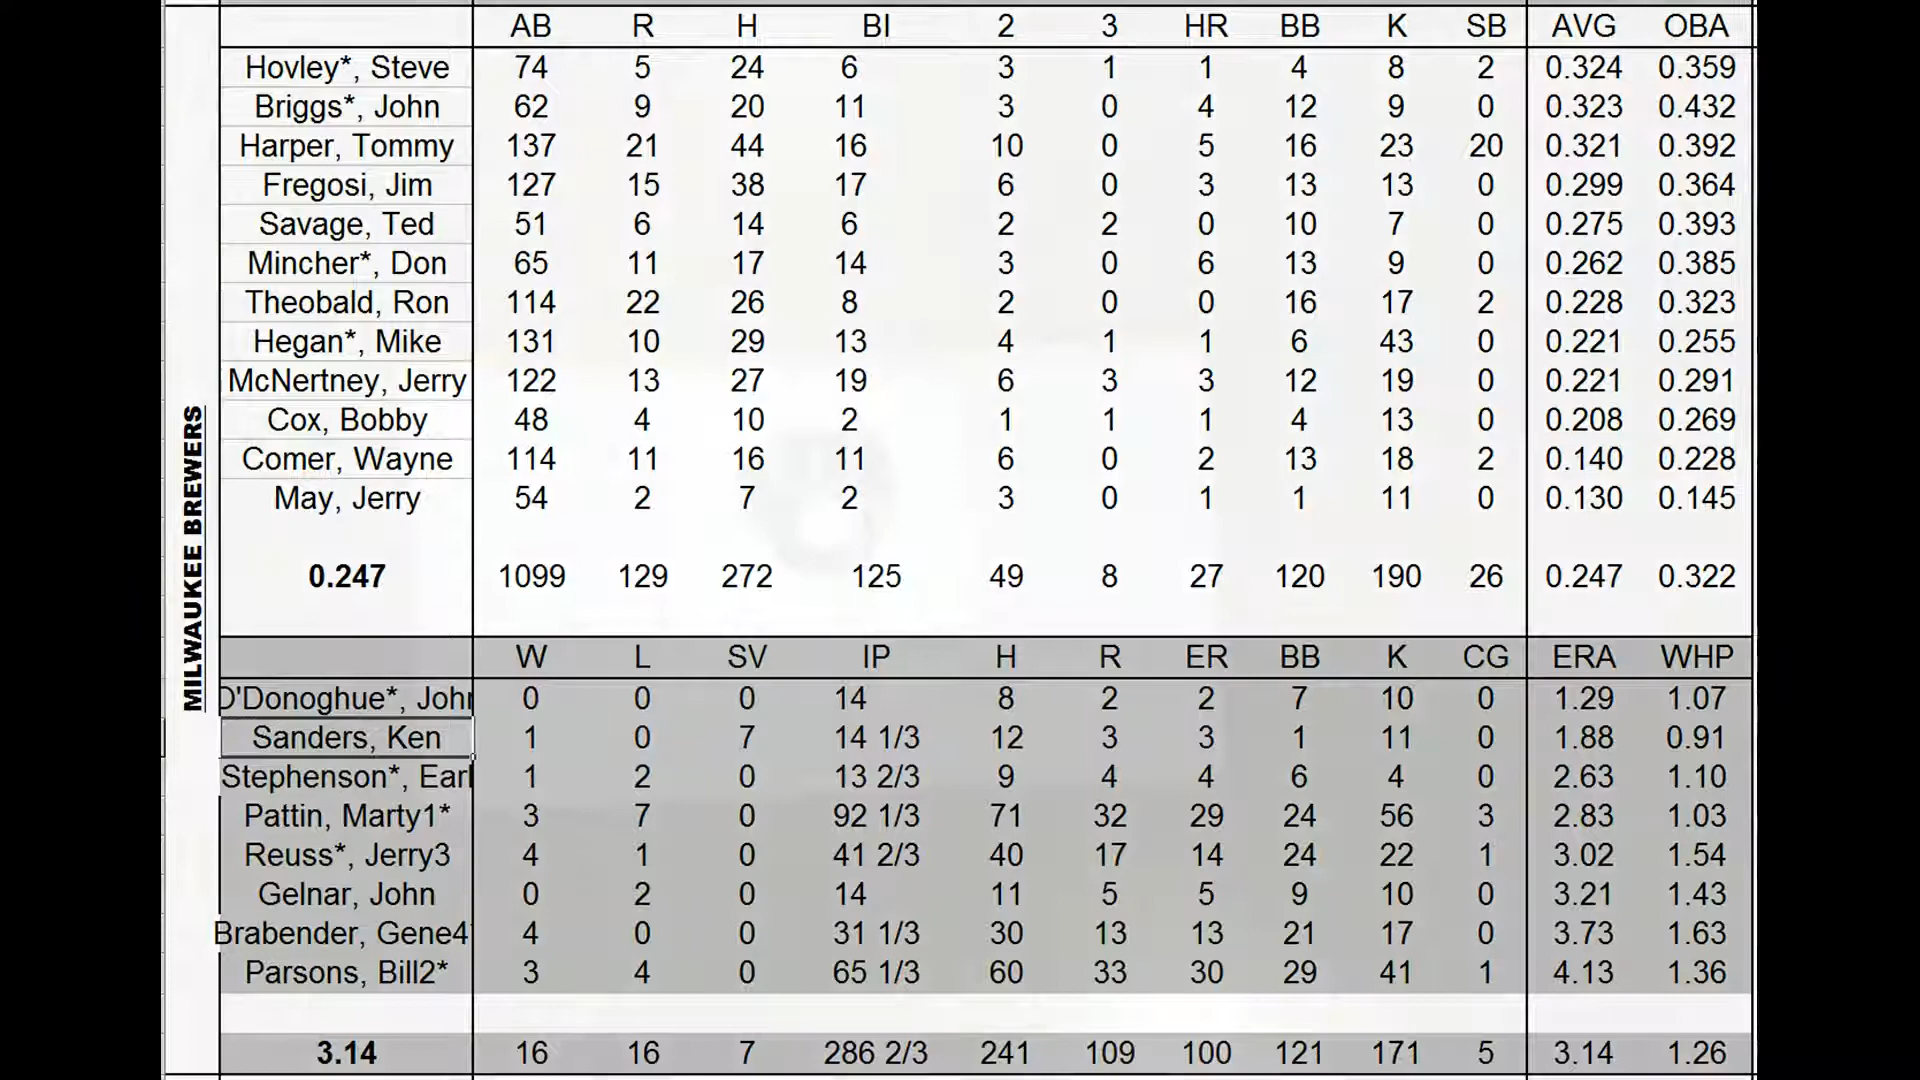 AB R H BI 2 3 HR BB K SB AVG OBA
Hovley*, Steve 74 5 24 6 3 1 1 4 8 2 0.324 0.359
Briggs*, John 62 9 20 11 3 0 4 12 9 0 0.323 0.432
Harper, Tommy 137 21 44 16 10 0 5 16 23 20 0.321 0.392
Fregosi, Jim 127 15 38 17 6 0 3 13 13 0 0.299 0.364
Savage, Ted 51 6 14 6 2 2 0 10 7 0 0.275 0.393
Mincher*, Don 65 11 17 14 3 0 6 13 9 0 0.262 0.385
Theobald, Ron 114 22 26 8 2 0 0 16 17 2 0.228 0.323
Hegan*, Mike 131 10 29 13 4 1 1 6 43 0 0.221 0.255
McNertney, Jerry 122 13 27 19 6 3 3 12 19 0 0.221 0.291
Cox, Bobby 48 4 10 2 1 1 1 4 13 0 0.208 0.269
Comer, Wayne 114 11 16 11 6 0 2 13 18 2 0.140 0.228
May, Jerry 54 2 7 2 3 0 1 1 11 0 0.130 0.145
0.247 1099 129 272 125 49 8 27 120 190 26 0.247 0.322
MILWAUKEE BREWERS
W L SV IP H R ER BB K CG ERA WHP
O'Donoghue*, John 0 0 0 14 8 2 2 7 10 0 1.29 1.07
Sanders, Ken 1 0 7 14 1/3 12 3 3 1 11 0 1.88 0.91
Stephenson*, Earl 1 2 0 13 2/3 9 4 4 6 4 0 2.63 1.10
Pattin, Marty1* 3 7 0 92 1/3 71 32 29 24 56 3 2.83 1.03
Reuss*, Jerry3 4 1 0 41 2/3 40 17 14 24 22 1 3.02 1.54
Gelnar, John 0 2 0 14 11 5 5 9 10 0 3.21 1.43
Brabender, Gene4 4 0 0 31 1/3 30 13 13 21 17 0 3.73 1.63
Parsons, Bill2* 3 4 0 65 1/3 60 33 30 29 41 1 4.13 1.36
3.14 16 16 7 286 2/3 241 109 100 121 171 5 3.14 1.26